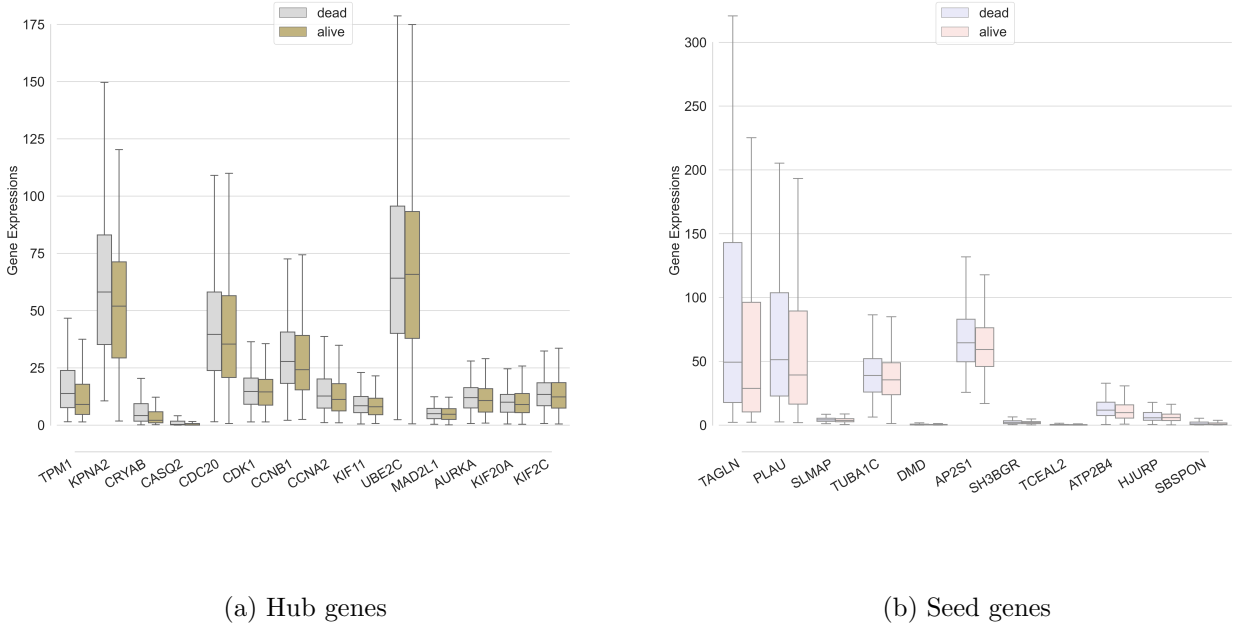 dead
alive
175
150
125
100
75
50
25
0
Gene Expressions
TPM1
KPNA2
CRYAB
CASQ2
CDC20
CDK1
CCNB1
CCNA2
KIF11
UBE2C
MAD2L1
AURKA
KIF20A
KIF2C
(a) Hub genes
dead
alive
300
250
200
150
100
50
0
Gene Expressions
TAGLN
PLAU
SLMAP
TUBA1C
DMD
AP2S1
SH3BGR
TCEAL2
ATP2B4
HJURP
SBSPON
(b) Seed genes